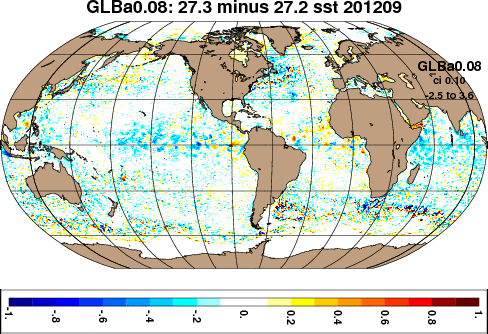 GLBa0.08: 27.3 minus 27.2 sst 201209
GLBa0.08
ci 0.10
-2.5 to 3.6
-1. -.8 -.6 -.4 -.2 0. 0.2 0.4 0.6 0.8 1.